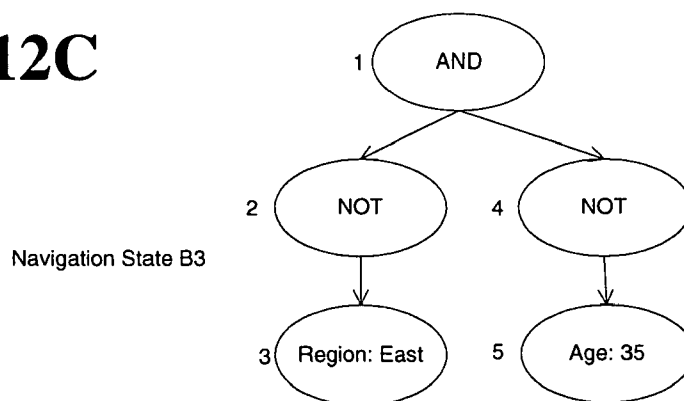 12C
1 AND
2 NOT
4 NOT
Navigation State B3
3 Region: East
5 Age: 35